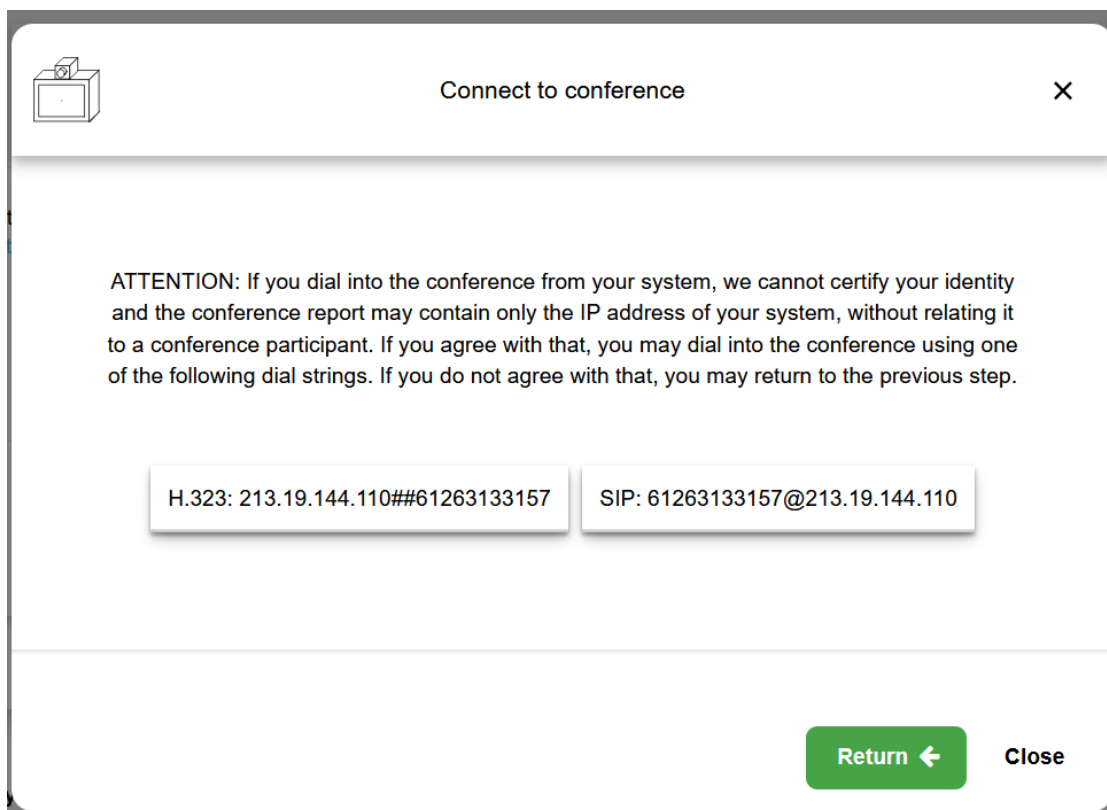 Connect to conference
ATTENTION: If you dial into the conference from your system, we cannot certify your identity
and the conference report may contain only the IP address of your system, without relating it
to a conference participant. If you agree with that, you may dial into the conference using one
of the following dial strings. If you do not agree with that, you may return to the previous step.
H.323: 213.19.144.110##61263133157
SIP: 61263133157@213.19.144.110
Return
Close